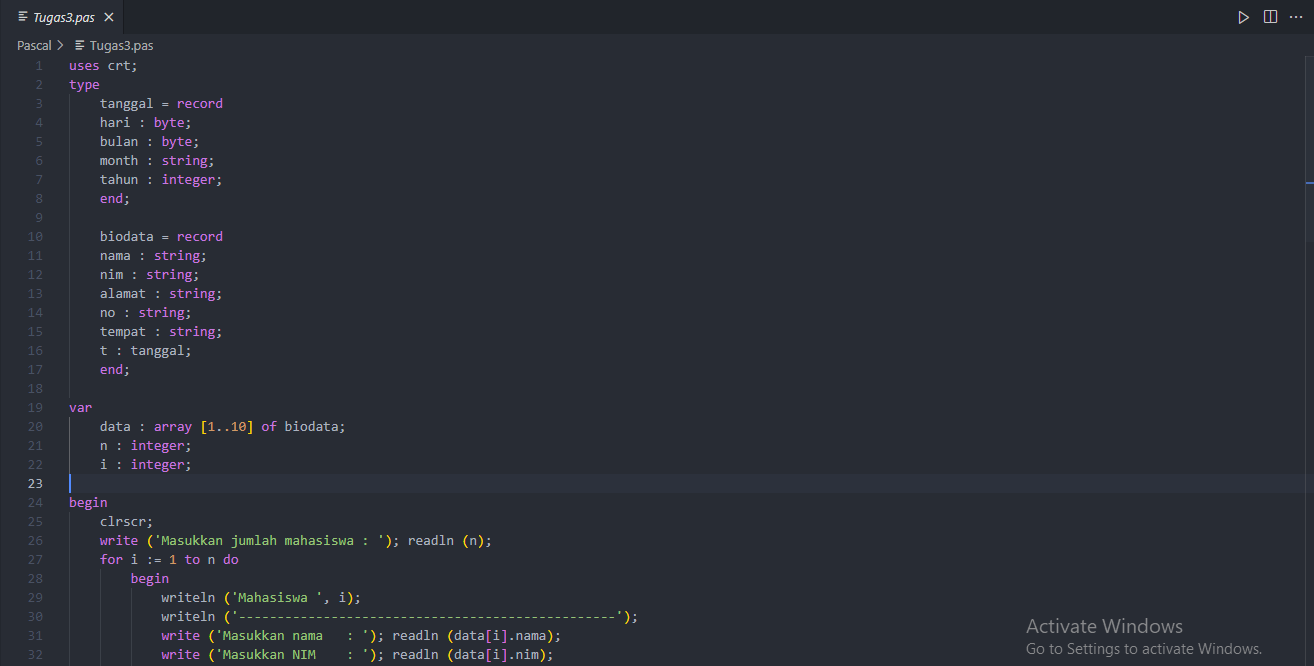 Tugas3.pas
Pascal > Tugas3.pas
1 uses crt;
2 type
3     tanggal = record
4     hari : byte;
5     bulan : byte;
6     month : string;
7     tahun : integer;
8     end;
9
10     biodata = record
11     nama : string;
12     nim : string;
13     alamat : string;
14     no : string;
15     tempat : string;
16     t : tanggal;
17     end;
18
19 var
20     data : array [1..10] of biodata;
21     n : integer;
22     i : integer;
23
24 begin
25     clrscr;
26     write ('Masukkan jumlah mahasiswa : '); readln (n);
27     for i := 1 to n do
28         begin
29             writeln ('Mahasiswa ', i);
30             writeln ('-------------------------------------------------');
31             write ('Masukkan nama   : '); readln (data[i].nama);
32             write ('Masukkan NIM    : '); readln (data[i].nim);
Activate Windows
Go to Settings to activate Windows.